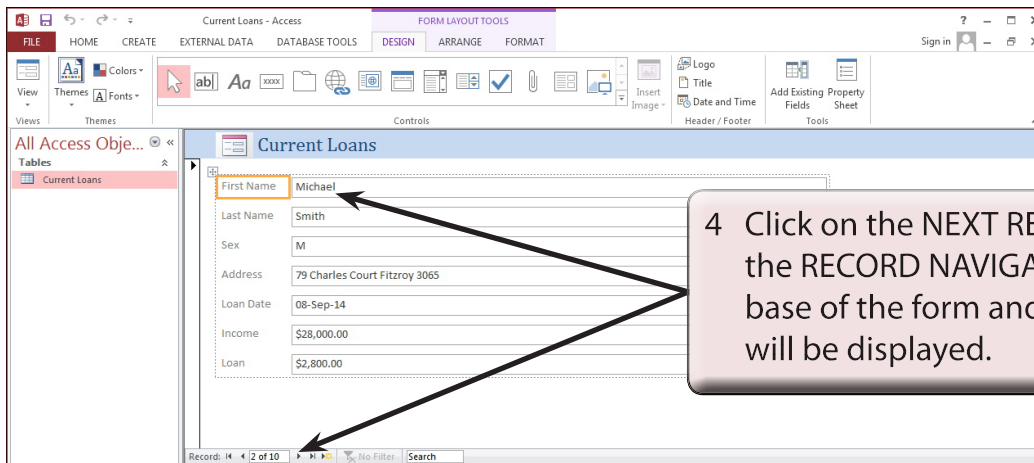 Current Loans - Access
FORM LAYOUT TOOLS
?
FILE HOME CREATE EXTERNAL DATA DATABASE TOOLS DESIGN ARRANGE FORMAT Sign in
View
Themes
Colors
A Fonts
ab| Aa XXXX
Insert
Image
Logo
Title
Date and Time
Add Existing
Fields
Property
Sheet
Views Themes Controls Header / Footer Tools
All Access Obje...
Tables
Current Loans
Current Loans
First Name Michael
Last Name Smith
Sex M
Address 79 Charles Court Fitzroy 3065
Loan Date 08-Sep-14
Income $28,000.00
Loan $2,800.00
4 Click on the NEXT RE
the RECORD NAVIGA
base of the form and
will be displayed.
Record: 2 of 10 No Filter Search